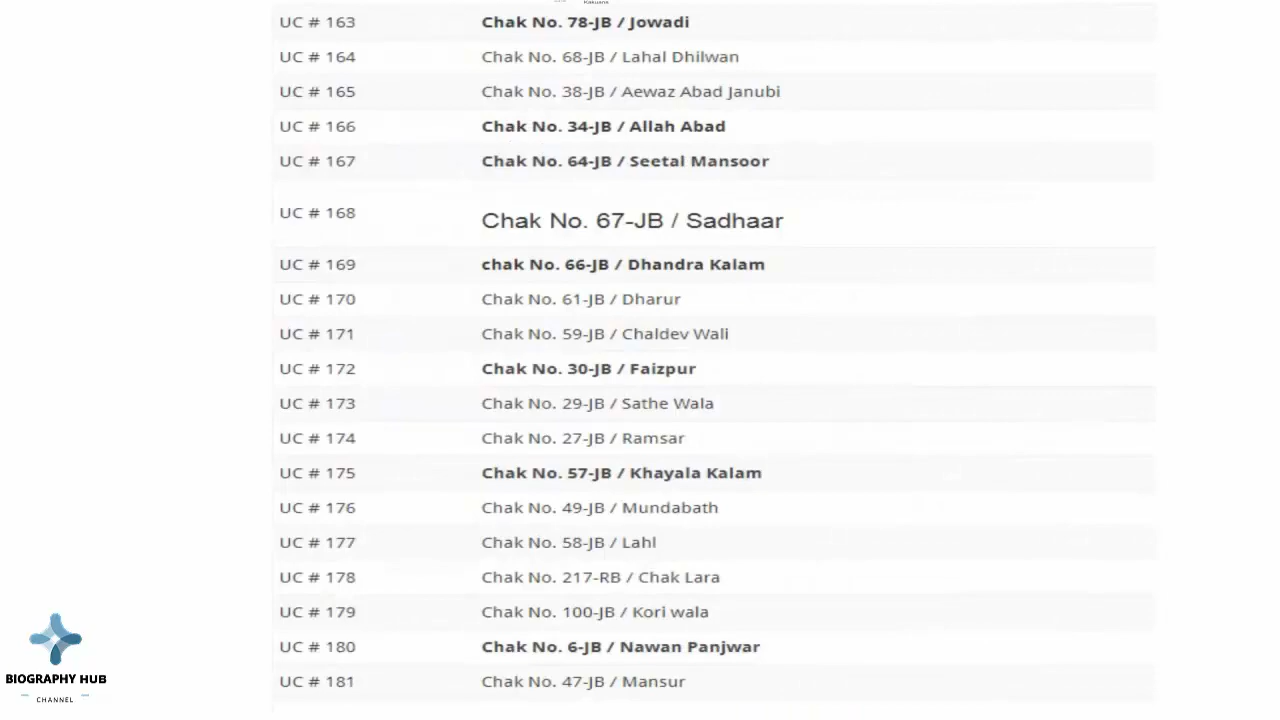 UC # 163 Chak No. 78-JB / Jowadi
UC # 164 Chak No. 68-JB / Lahal Dhilwan
UC # 165 Chak No. 38-JB / Aewaz Abad Janubi
UC # 166 Chak No. 34-JB / Allah Abad
UC # 167 Chak No. 64-JB / Seetal Mansoor
UC # 168 Chak No. 67-JB / Sadhaar
UC # 169 chak No. 66-JB / Dhandra Kalam
UC # 170 Chak No. 61-JB / Dharur
UC # 171 Chak No. 59-JB / Chaldev Wali
UC # 172 Chak No. 30-JB / Faizpur
UC # 173 Chak No. 29-JB / Sathe Wala
UC # 174 Chak No. 27-JB / Ramsar
UC # 175 Chak No. 57-JB / Khayala Kalam
UC # 176 Chak No. 49-JB / Mundabath
UC # 177 Chak No. 58-JB / Lahl
UC # 178 Chak No. 217-RB / Chak Lara
UC # 179 Chak No. 100-JB / Kori wala
UC # 180 Chak No. 6-JB / Nawan Panjwar
UC # 181 Chak No. 47-JB / Mansur
BIOGRAPHY HUB
CHANNEL